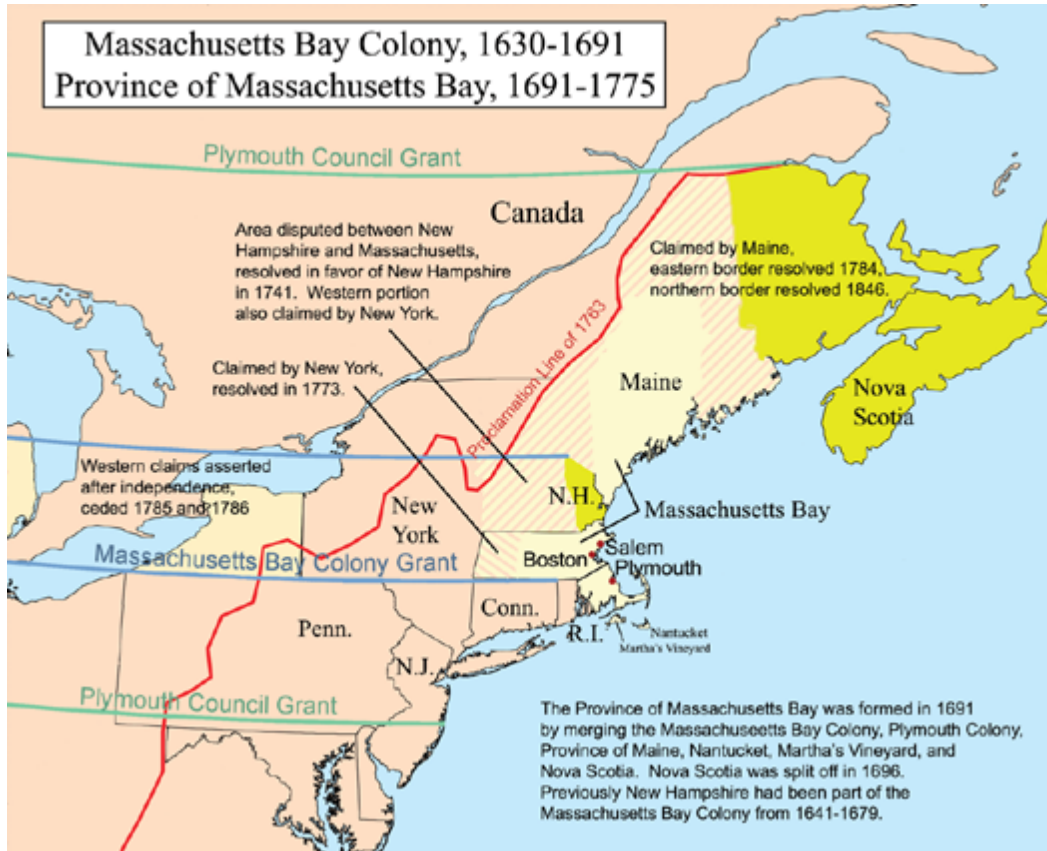 Massachusetts Bay Colony, 1630-1691
Province of Massachusetts Bay, 1691-1775
Plymouth Council Grant
Canada
Area disputed between New
Hampshire and Massachusetts,
resolved in favor of New Hampshire
in 1741. Western portion
also claimed by New York.
Claimed by Maine,
eastern border resolved 1784,
northern border resolved 1846.
Proclamation Line of 1763
Claimed by New York,
resolved in 1773.
Maine
Nova
Scotia
Western claims asserted
after independence,
ceded 1785 and 1786
New
York
N.H.
Massachusetts Bay
Massachusetts Bay Colony Grant
Boston
Salem
Plymouth
Conn.
R.I.
Nantucket
Martha's Vineyard
Penn.
N.J.
Plymouth Council Grant
The Province of Massachusetts Bay was formed in 1691
by merging the Massachuseetts Bay Colony, Plymouth Colony,
Province of Maine, Nantucket, Martha's Vineyard, and
Nova Scotia. Nova Scotia was split off in 1696.
Previously New Hampshire had been part of the
Massachusetts Bay Colony from 1641-1679.